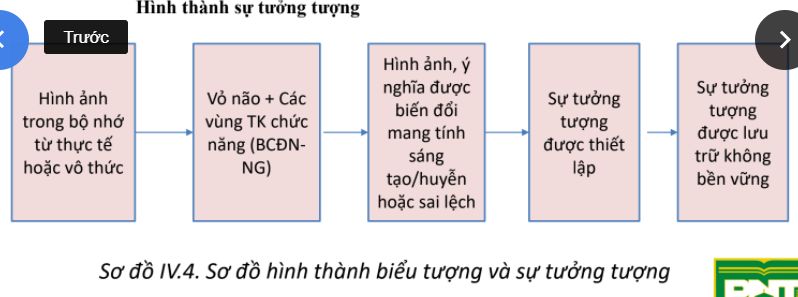 Hình thành sự tưởng tượng
Trước
Hình ảnh
trong bộ nhớ
từ thực tế
hoặc vô thức
Vỏ não + Các
vùng TK chức
năng (BCĐN-
NG)
Hình ảnh, ý
nghĩa được
biến đổi
mang tính
sáng
tạo/huyễn
hoặc sai lệch
Sự tưởng
tượng
được thiết
lập
Sự tưởng
tượng
được lưu
trữ không
bền vững
Sơ đồ IV.4. Sơ đồ hình thành biểu tượng và sự tưởng tượng